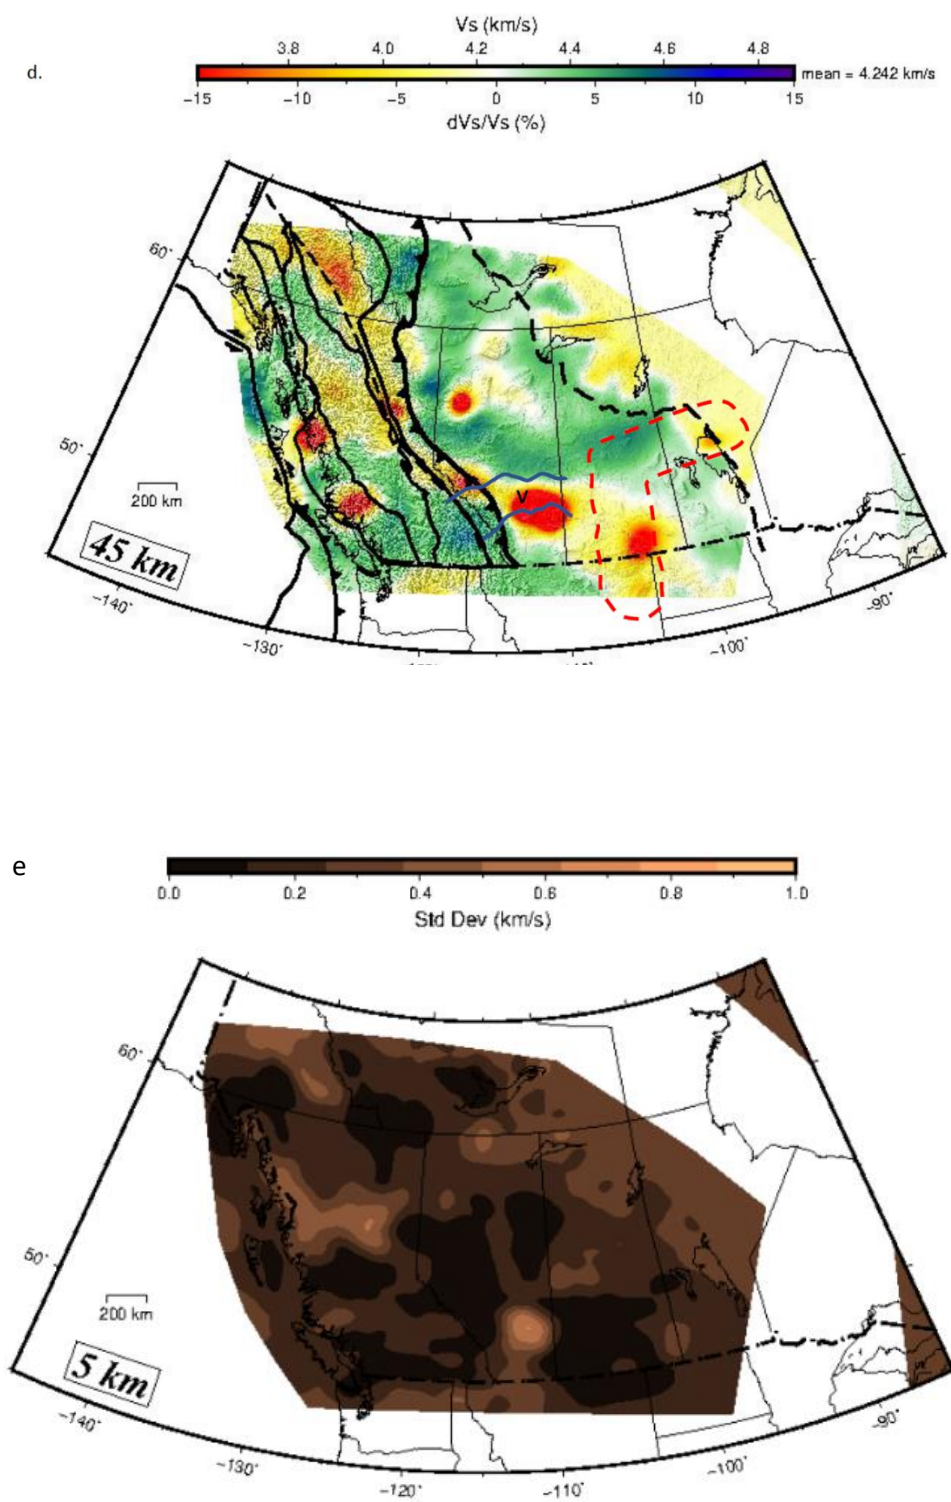 d.
Vs (km/s)
3.8 4.0 4.2 4.4 4.6 4.8
mean = 4.242 km/s
−15 −10 −5 0 5 10 15
dVs/Vs (%)
60˚
50˚
200 km
V
45 km
−140˚
−130˚
−100˚
−90˚
e
0.0 0.2 0.4 0.6 0.8 1.0
Std Dev (km/s)
60˚
50˚
200 km
5 km
−140˚
−130˚
−120˚
−110˚
−100˚
−90˚